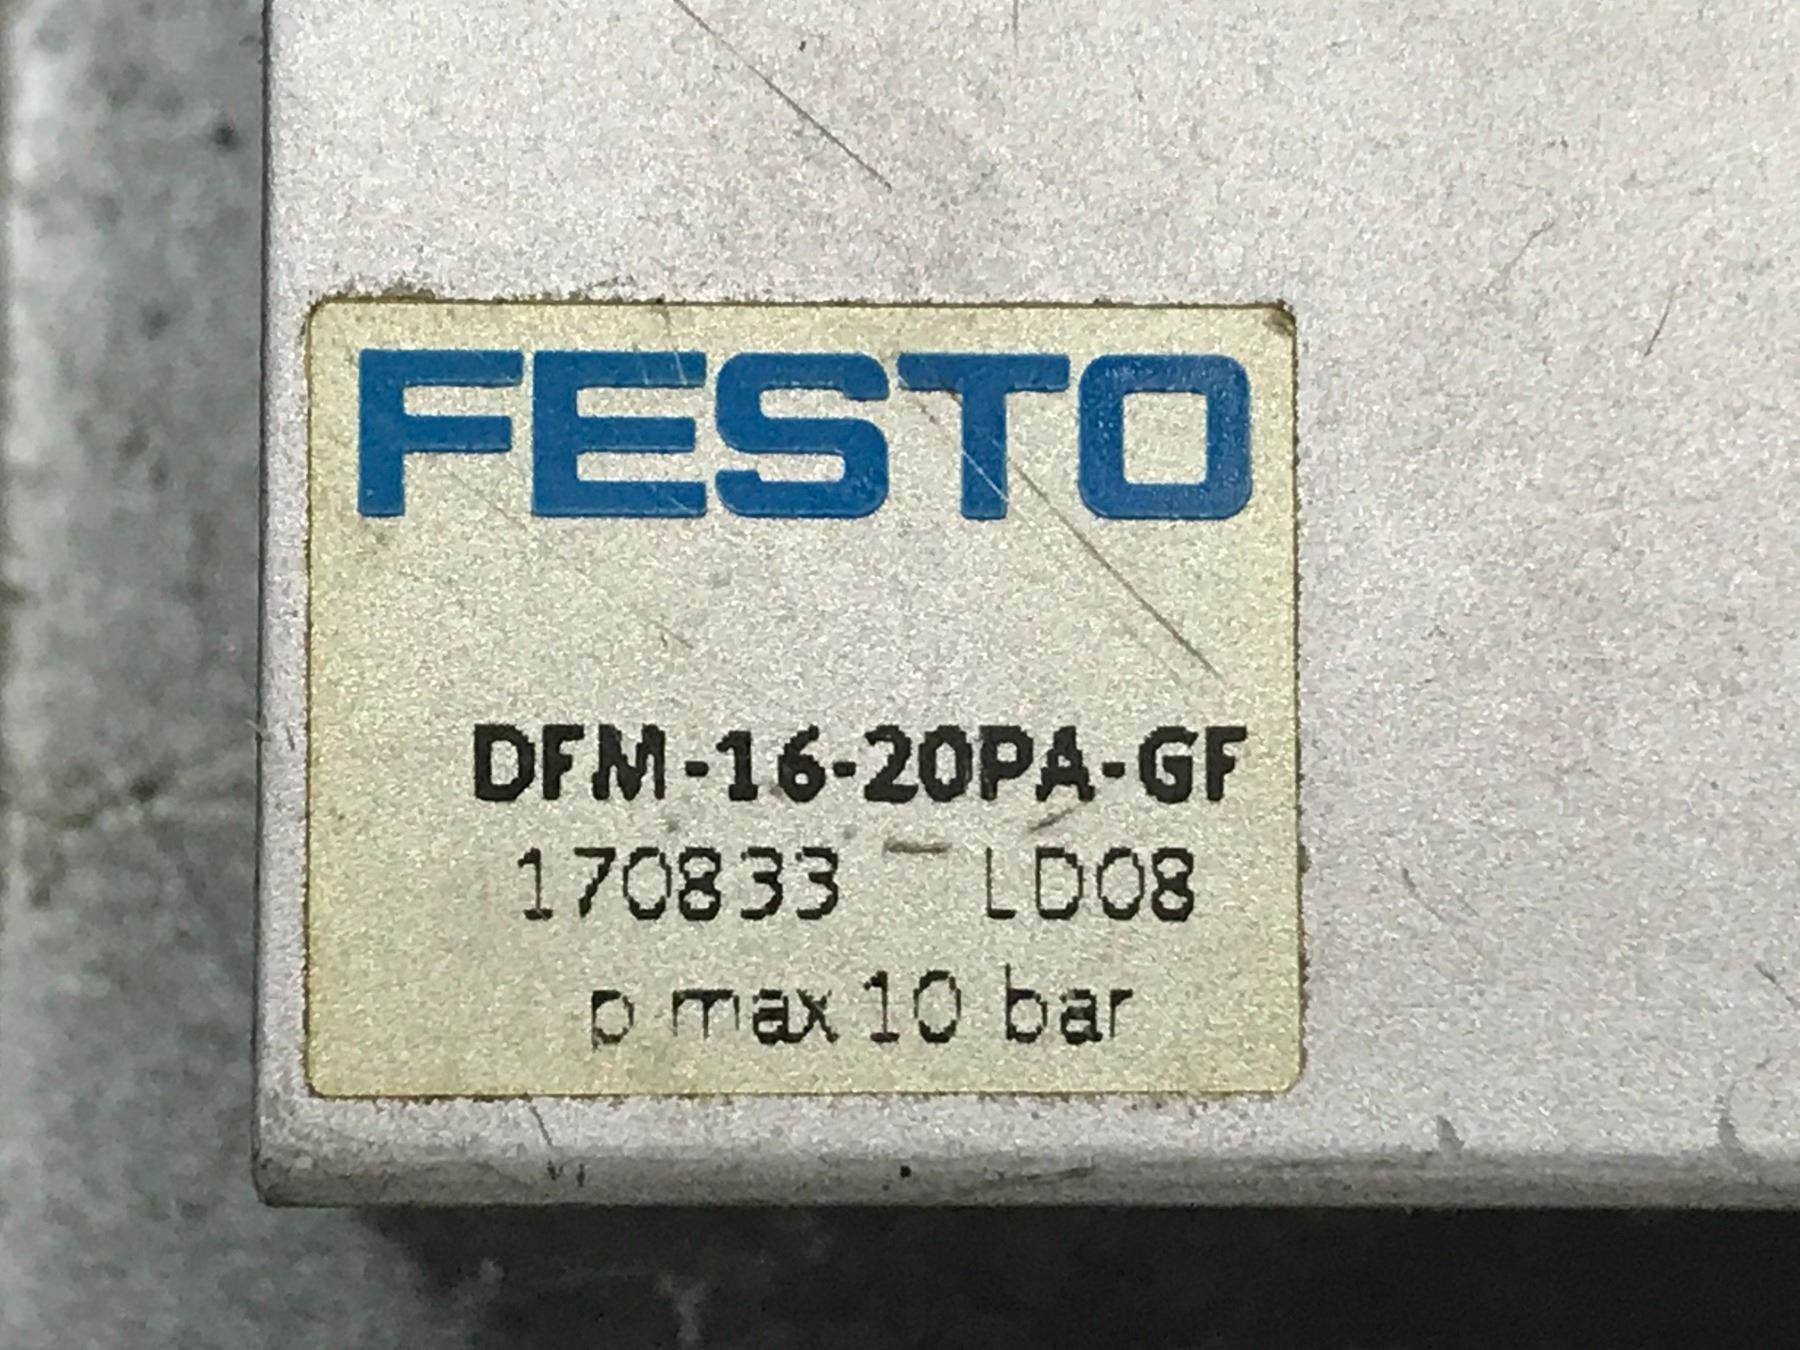 FESTO
DFM-16-20PA-GF
170833 LD08
p max 10 bar